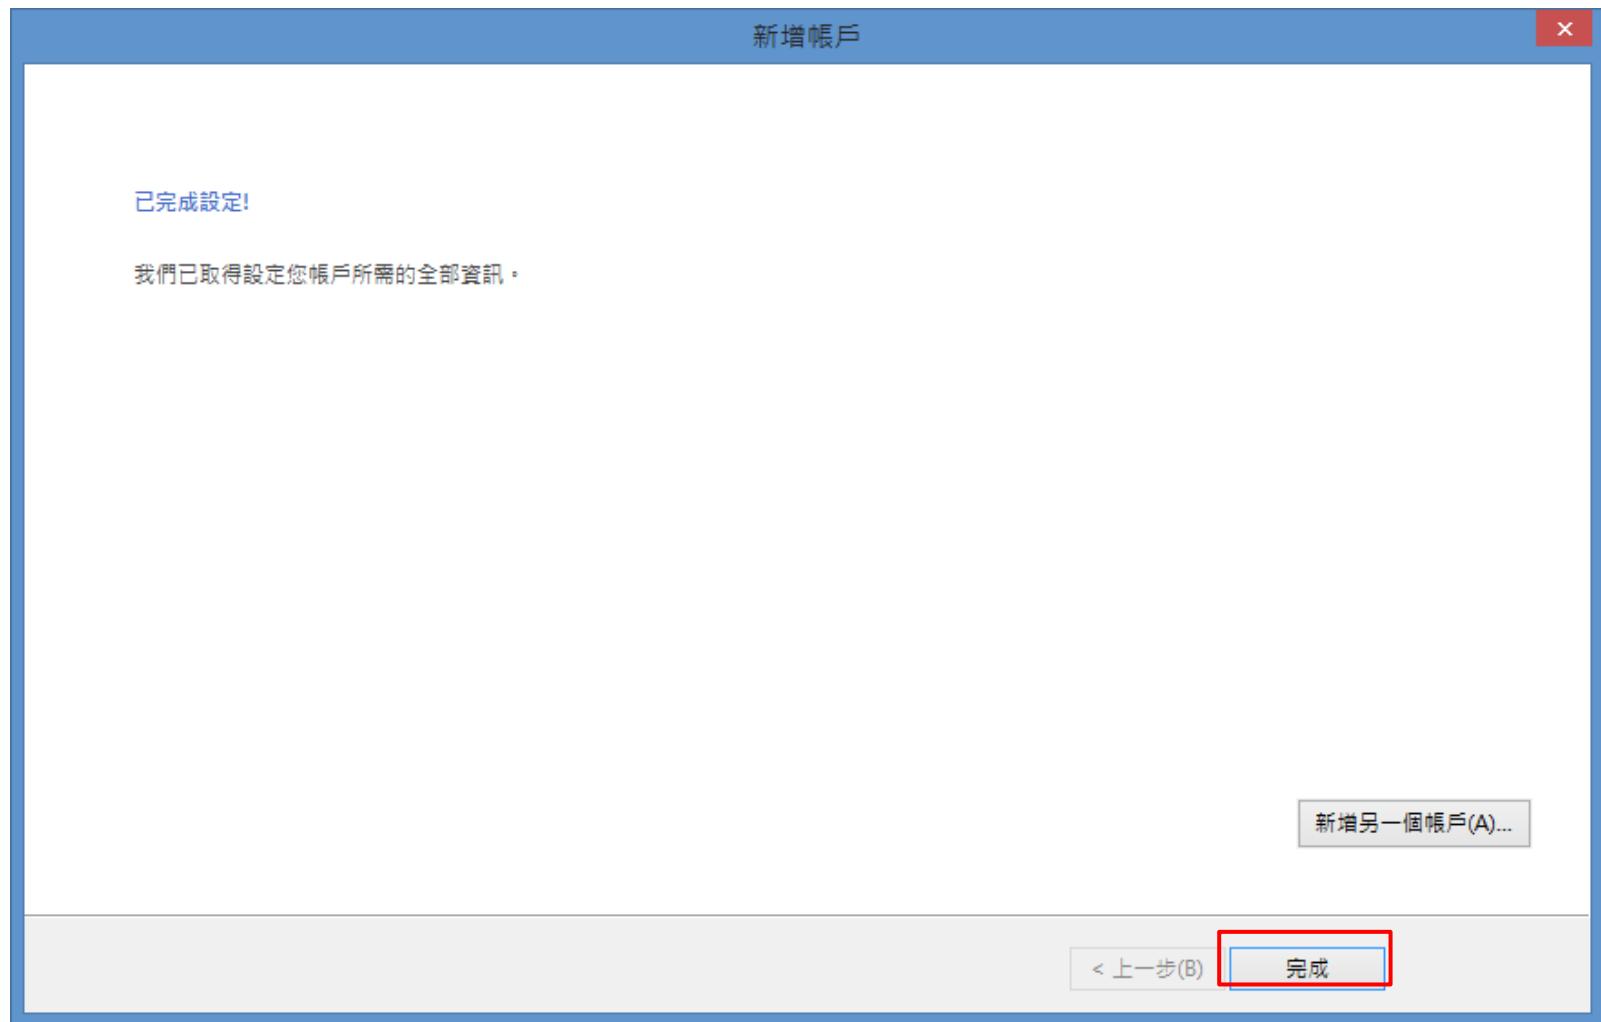 新增帳戶
已完成設定!
我們已取得設定您帳戶所需的全部資訊。
新增另一個帳戶(A)...
< 上一步(B)
完成